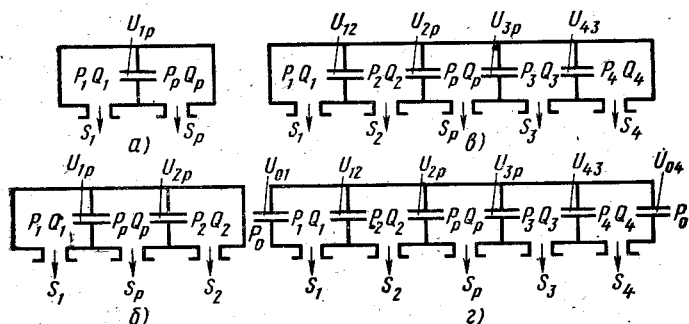 U1p
P1 Q1 Pp Qp
S1 Sp
а)
U12 U2p U3p U43
P1 Q1 P2 Q2 Pp Qp P3 Q3 P4 Q4
S1 S2 Sp S3 S4
в)
U1p U2p
P1 Q1 Pp Qp P2 Q2
S1 Sp S2
б)
U01 U12 U2p U3p U43 U04
P0 P1 Q1 P2 Q2 Pp Qp P3 Q3 P4 Q4 P0
S1 S2 Sp S3 S4
г)